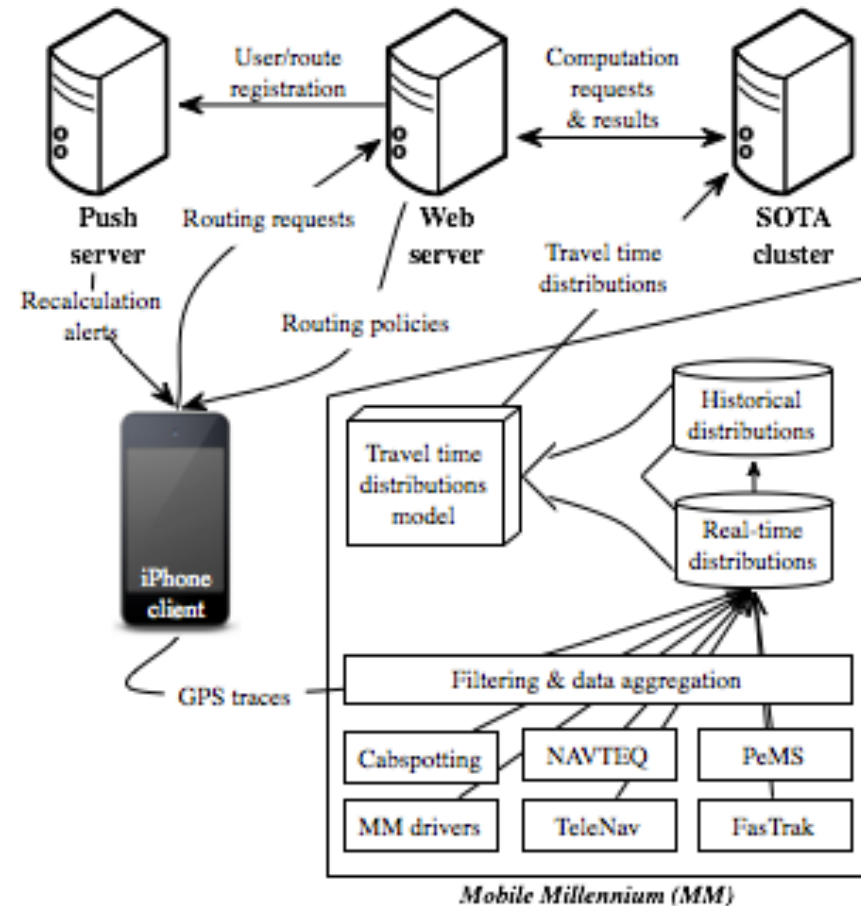 User/route
registration
Computation
requests
& results
Push
server
Routing requests
Web
server
SOTA
cluster
Travel time
distributions
Recalculation
alerts
Routing policies
Historical
distributions
Travel time
distributions
model
Real-time
distributions
iPhone
client
GPS traces
Filtering & data aggregation
Cabspotting
NAVTEQ
PeMS
MM drivers
TeleNav
FasTrak
Mobile Millennium (MM)